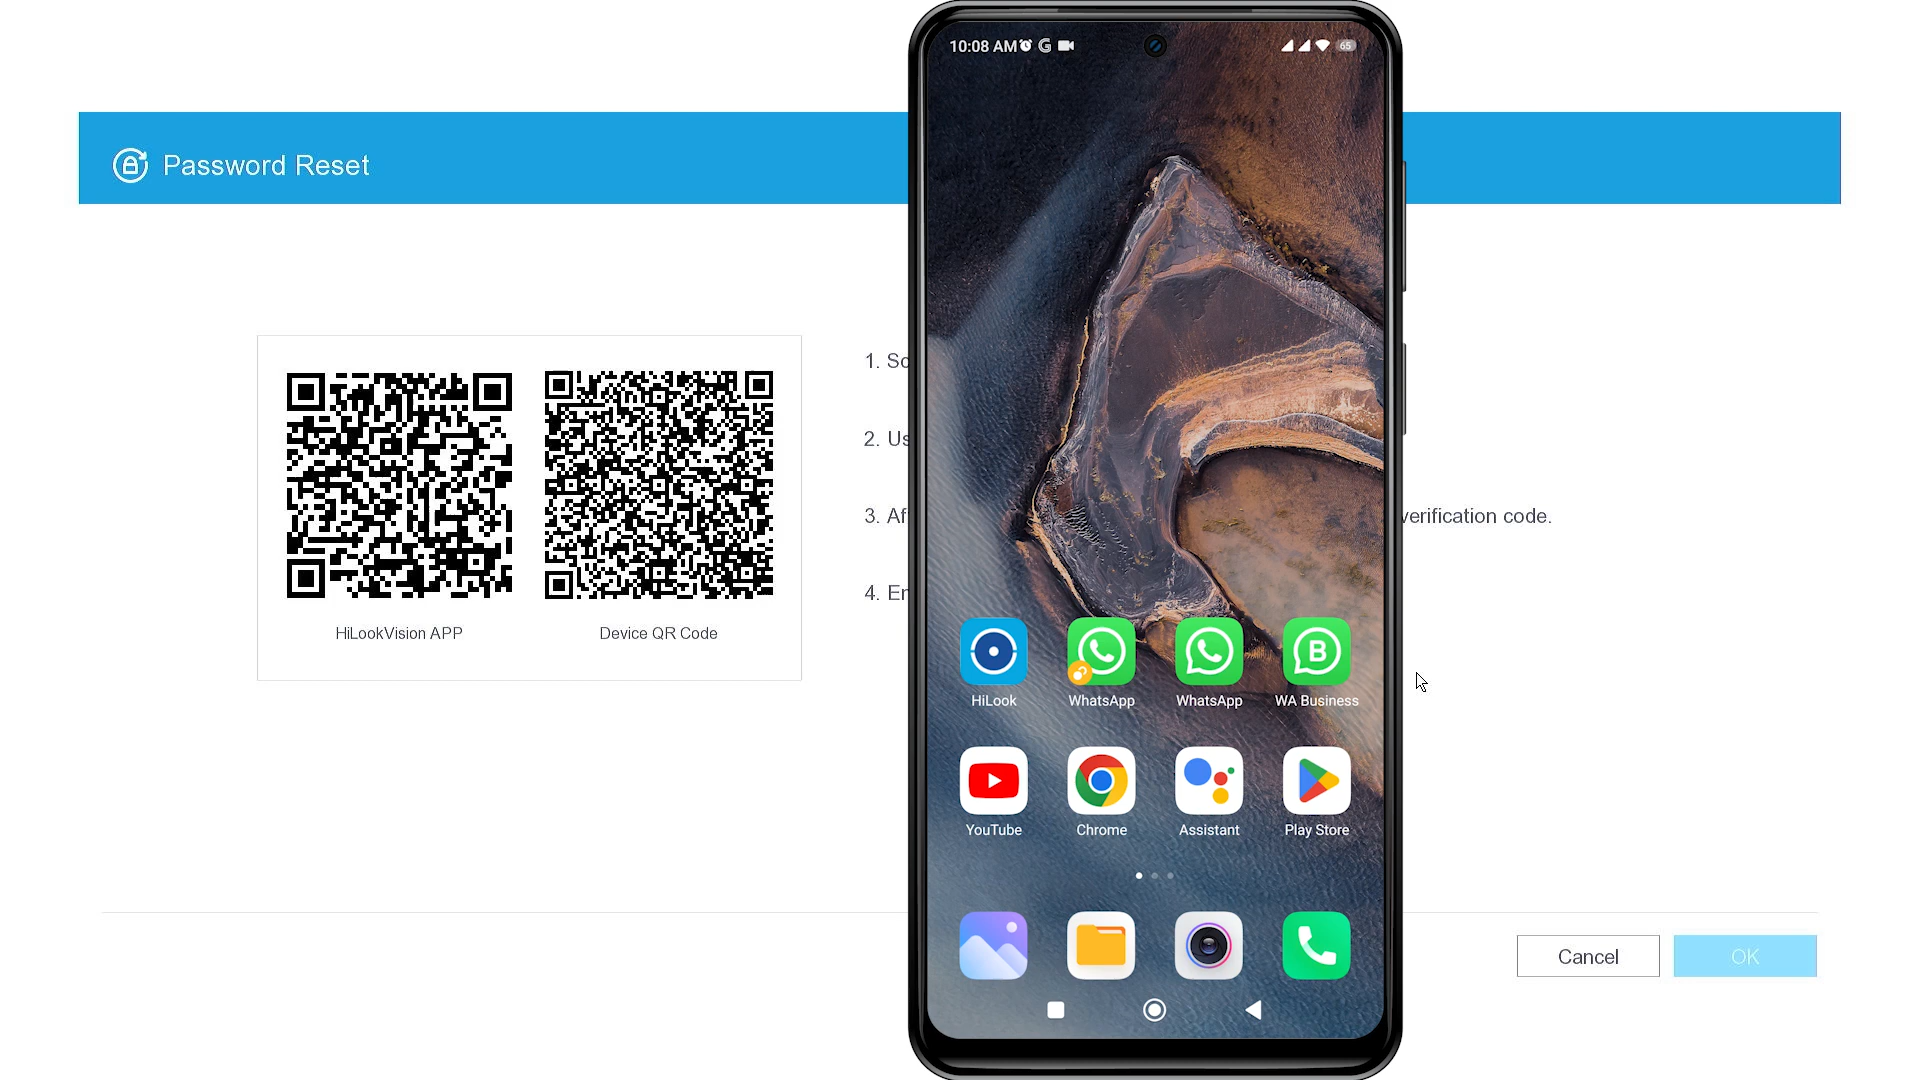 10:08 AM
65
Password Reset
1. Sc
2. Us
3. Af verification code.
4. En
HiLookVision APP
Device QR Code
HiLook
WhatsApp
WhatsApp
WA Business
YouTube
Chrome
Assistant
Play Store
Cancel
OK